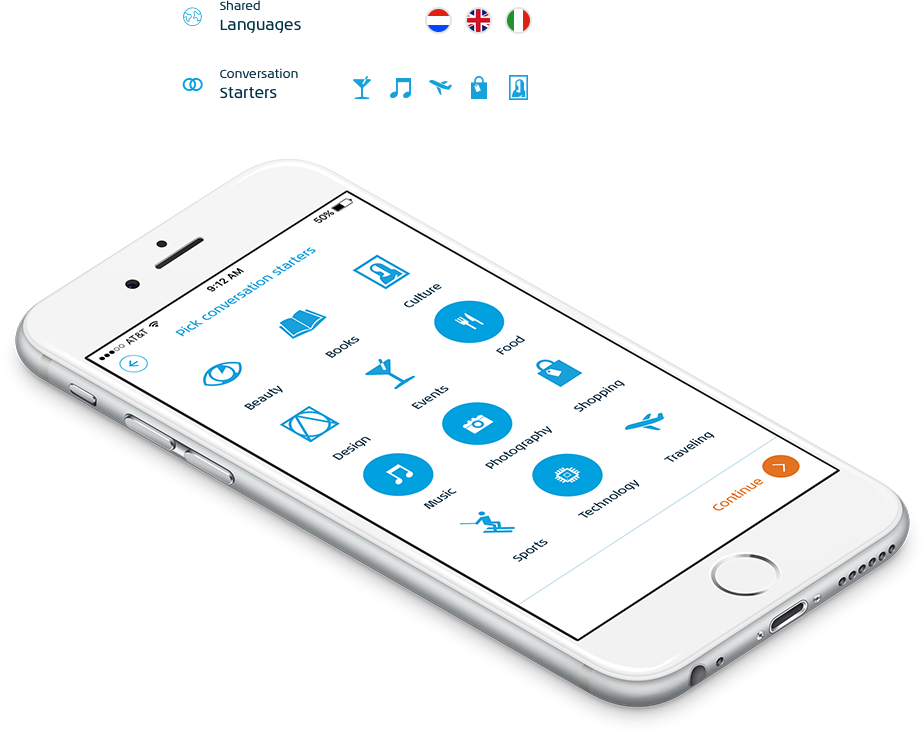 Shared
Languages
Conversation
Starters
AT&T
9:12 AM
50%
Pick conversation starters
Beauty
Books
Culture
Design
Events
Food
Music
Photography
Shopping
Sports
Technology
Traveling
Continue